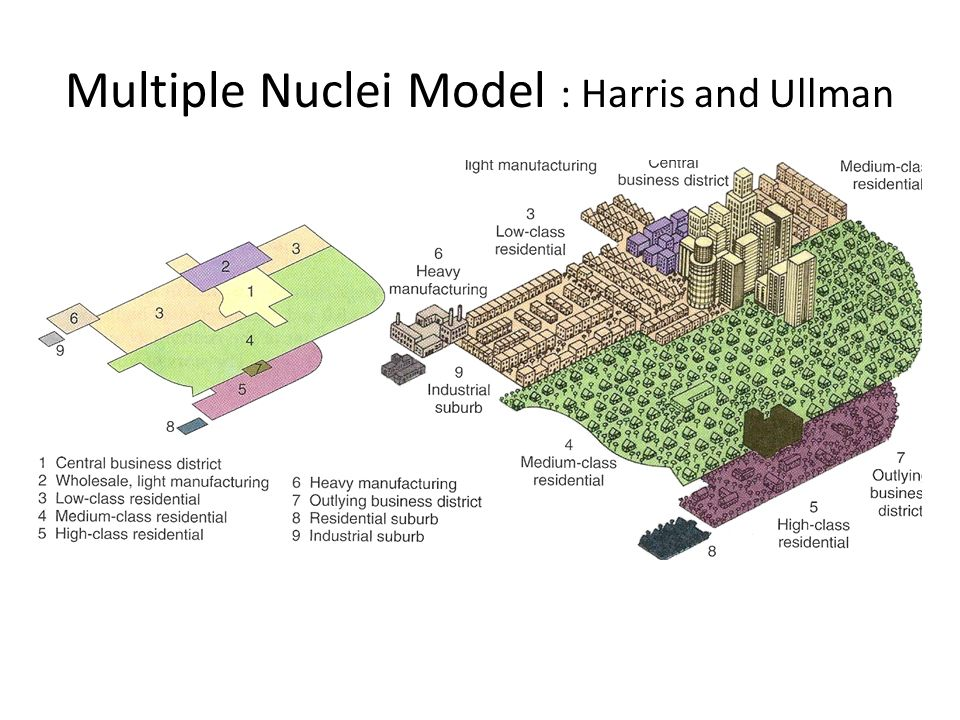 Multiple Nuclei Model : Harris and Ullman
light manufacturing
Central
business district
Medium-cla
residential
3
Low-class
residential
6
Heavy
manufacturing
9
Industrial
suburb
4
Medium-class
residential
7
Outlying
busines
district
5
High-class
residential
8
3
2
1
3
6
9
4
7
5
8
1 Central business district
2 Wholesale, light manufacturing
3 Low-class residential
4 Medium-class residential
5 High-class residential
6 Heavy manufacturing
7 Outlying business district
8 Residential suburb
9 Industrial suburb